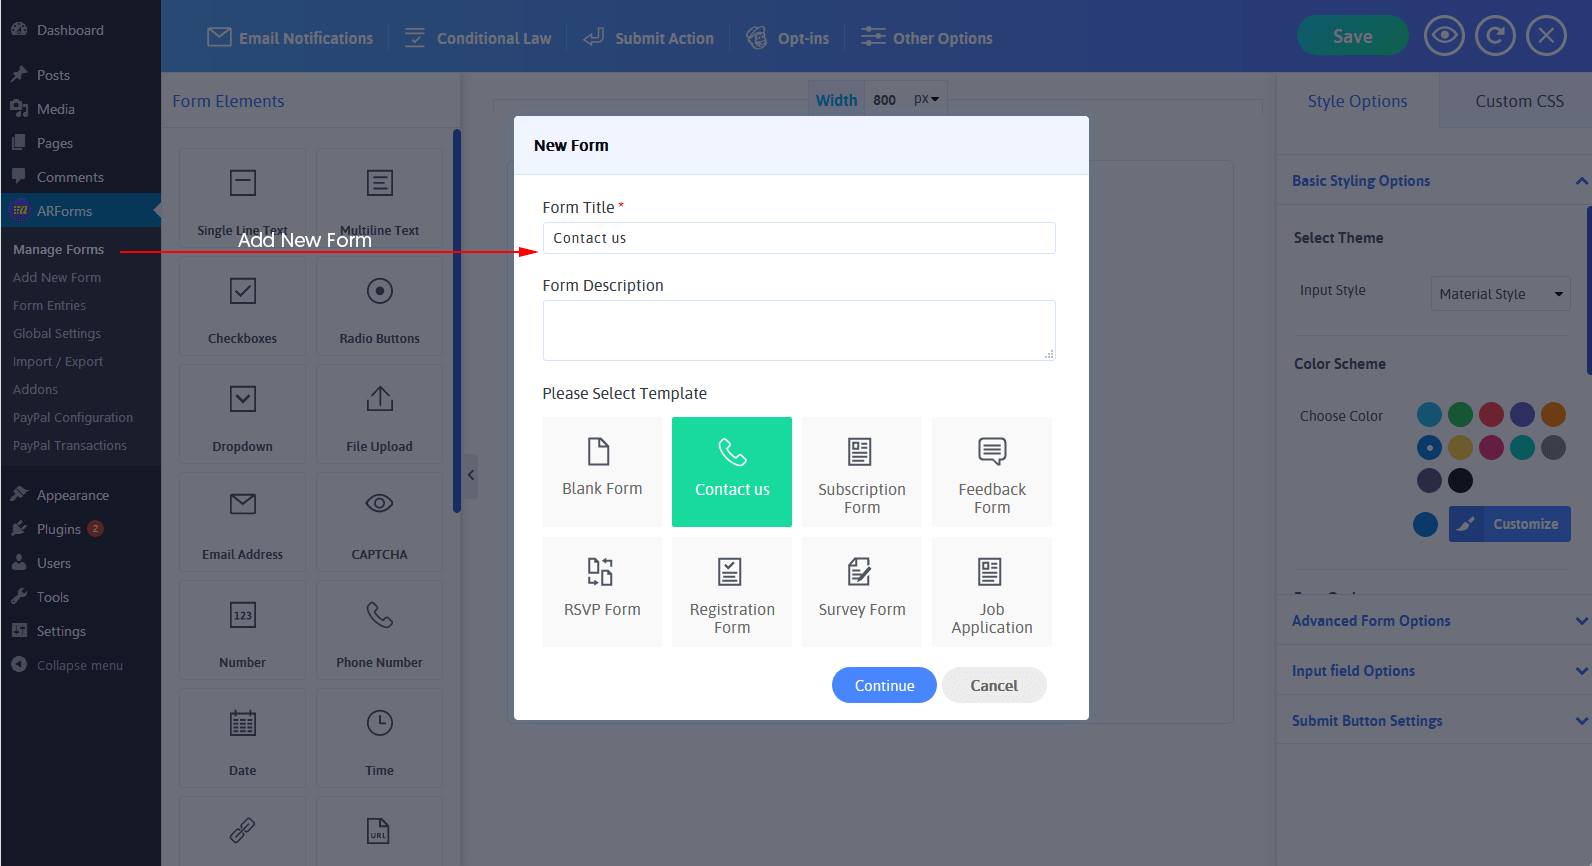 Dashboard
Posts
Media
Pages
Comments
ARForms
Manage Forms
Add New Form
Form Entries
Global Settings
Import / Export
Addons
PayPal Configuration
PayPal Transactions
Appearance
Plugins 2
Users
Tools
Settings
Collapse menu
Email Notifications
Conditional Law
Submit Action
Opt-ins
Other Options
Save
Form Elements
Single Line Text
Multiline Text
Add New Form
Checkboxes
Radio Buttons
Dropdown
File Upload
Email Address
CAPTCHA
123
Number
Phone Number
Date
Time
URL
Width 800 px
New Form
Form Title *
Contact us
Form Description
Please Select Template
Blank Form
Contact us
Subscription
Form
Feedback
Form
RSVP Form
Registration
Form
Survey Form
Job
Application
Continue
Cancel
Style Options
Custom CSS
Basic Styling Options
Select Theme
Input Style
Material Style
Color Scheme
Choose Color
Customize
Advanced Form Options
Input field Options
Submit Button Settings